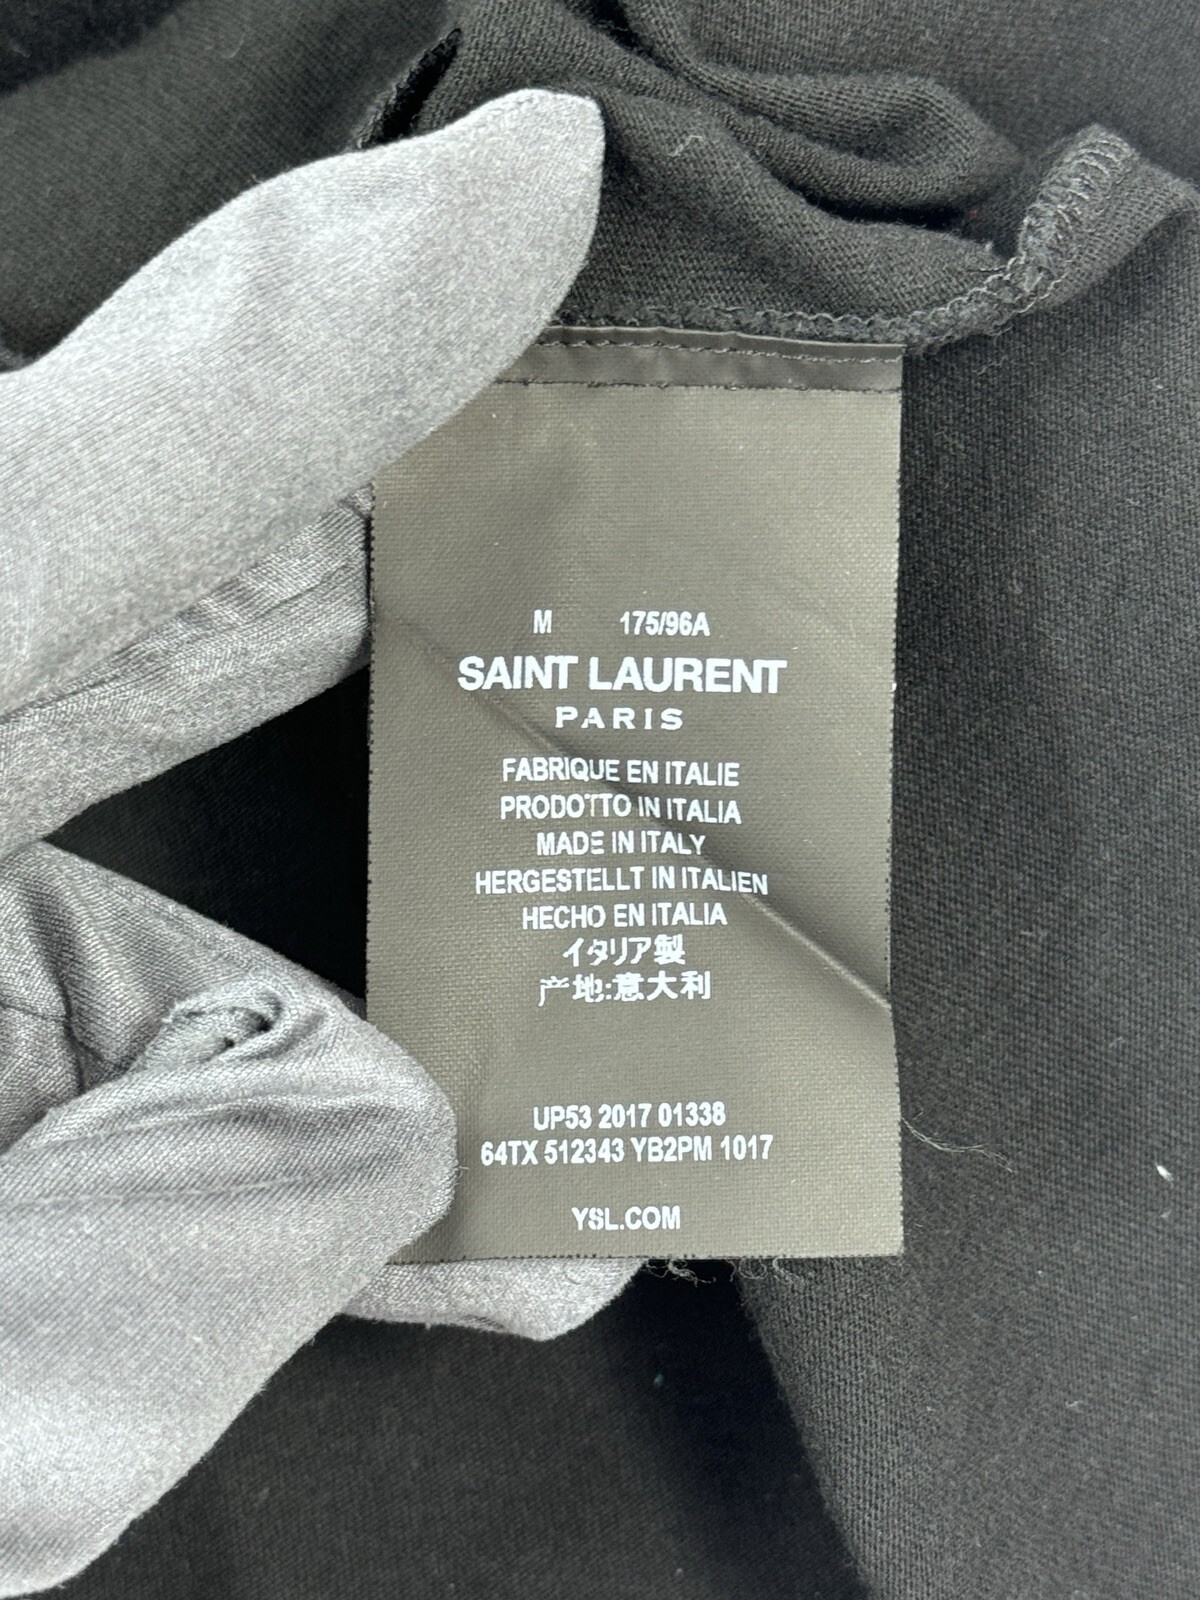 M 175/96A
SAINT LAURENT
PARIS
FABRIQUE EN ITALIE
PRODOTTO IN ITALIA
MADE IN ITALY
HERGESTELLT IN ITALIEN
HECHO EN ITALIA
イタリア製
产地:意大利
UP53 2017 01338
64TX 512343 YB2PM 1017
YSL.COM